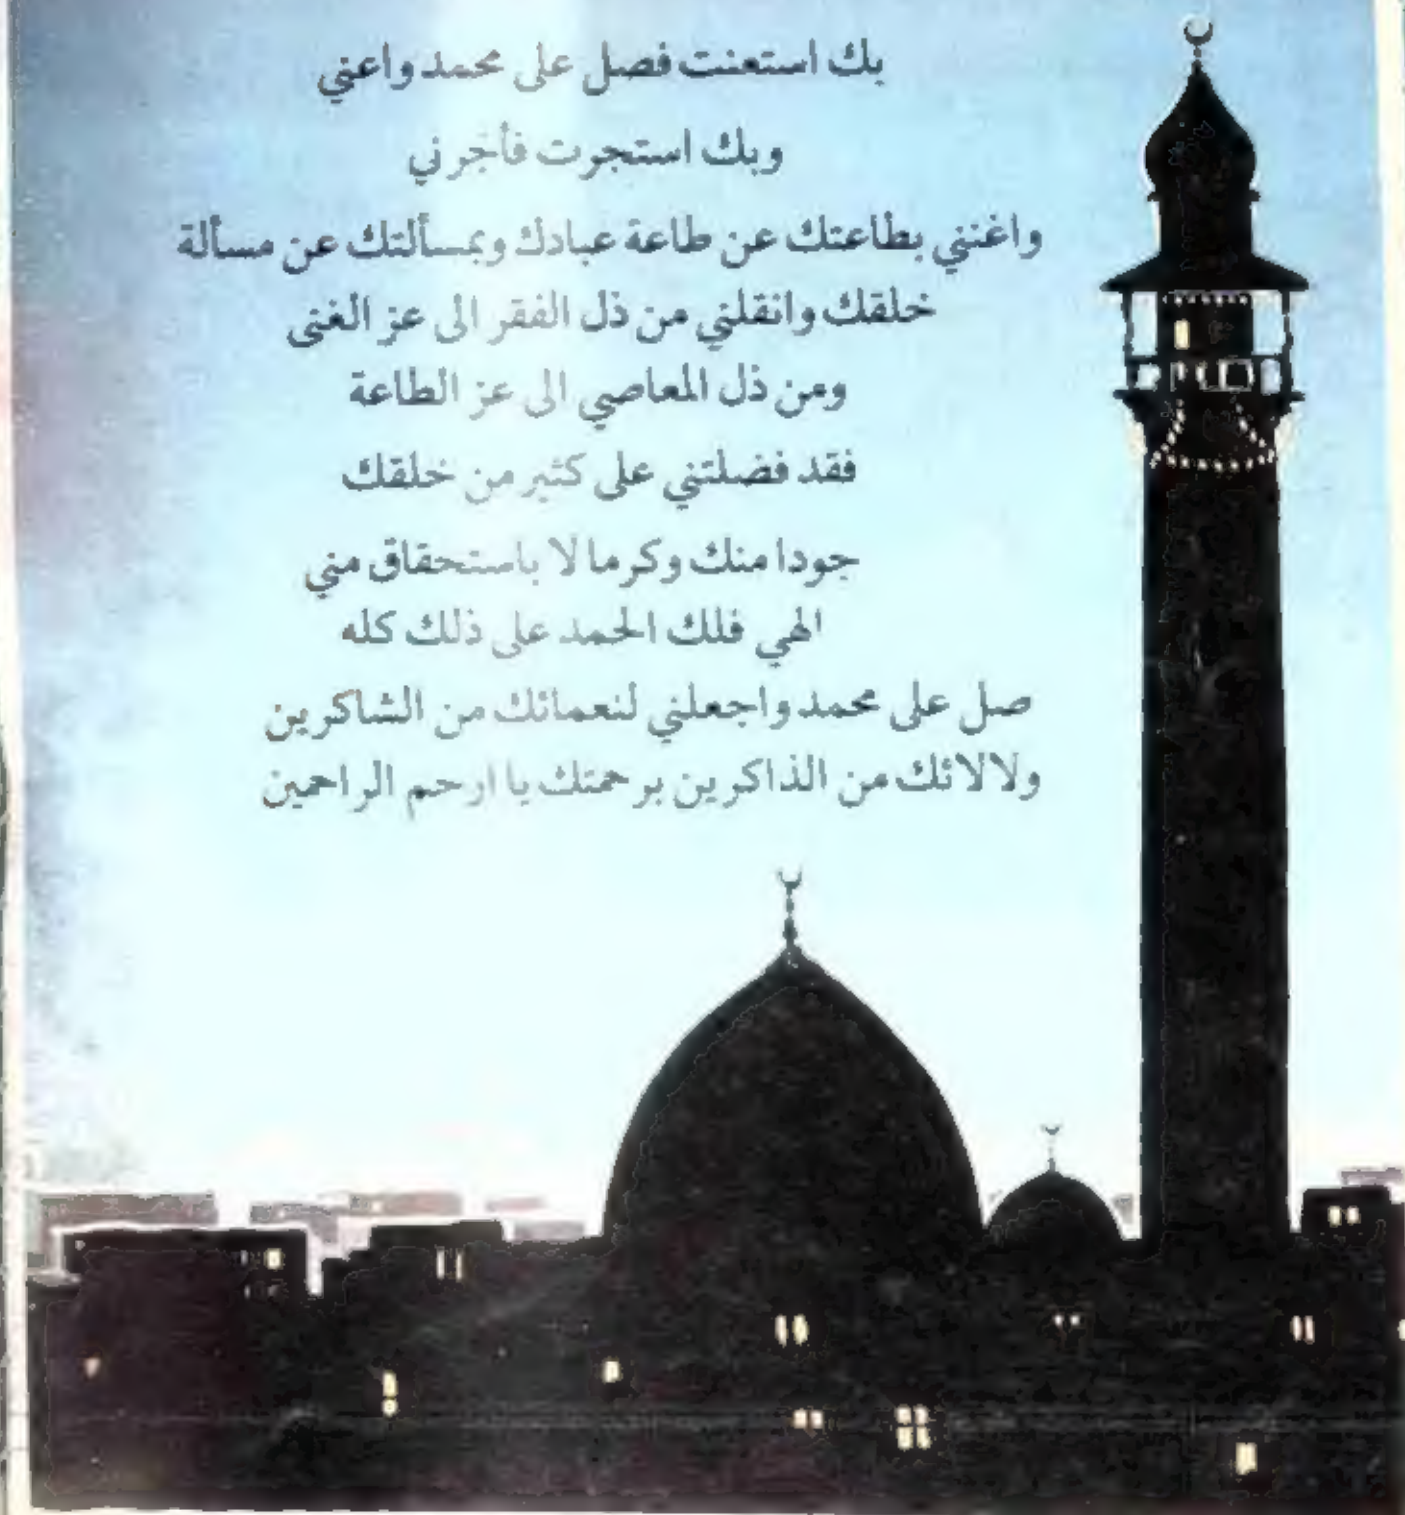 بك استعنت فصل على محمد واعني
وبك استجرت فأجرني
واغنني بطاعتك عن طاعة عبادك وبمسألتك عن مسألة
خلقك وانقلني من ذل الفقر الى عز الغنى
ومن ذل المعاصي الى عز الطاعة
فقد فضلتني على كثير من خلقك
جودا منك وكرما لا باستحقاق مني
الهي فلك الحمد على ذلك كله
صل على محمد واجعلني لنعمائك من الشاكرين
ولالائك من الذاكرين برحمتك يا ارحم الراحمين